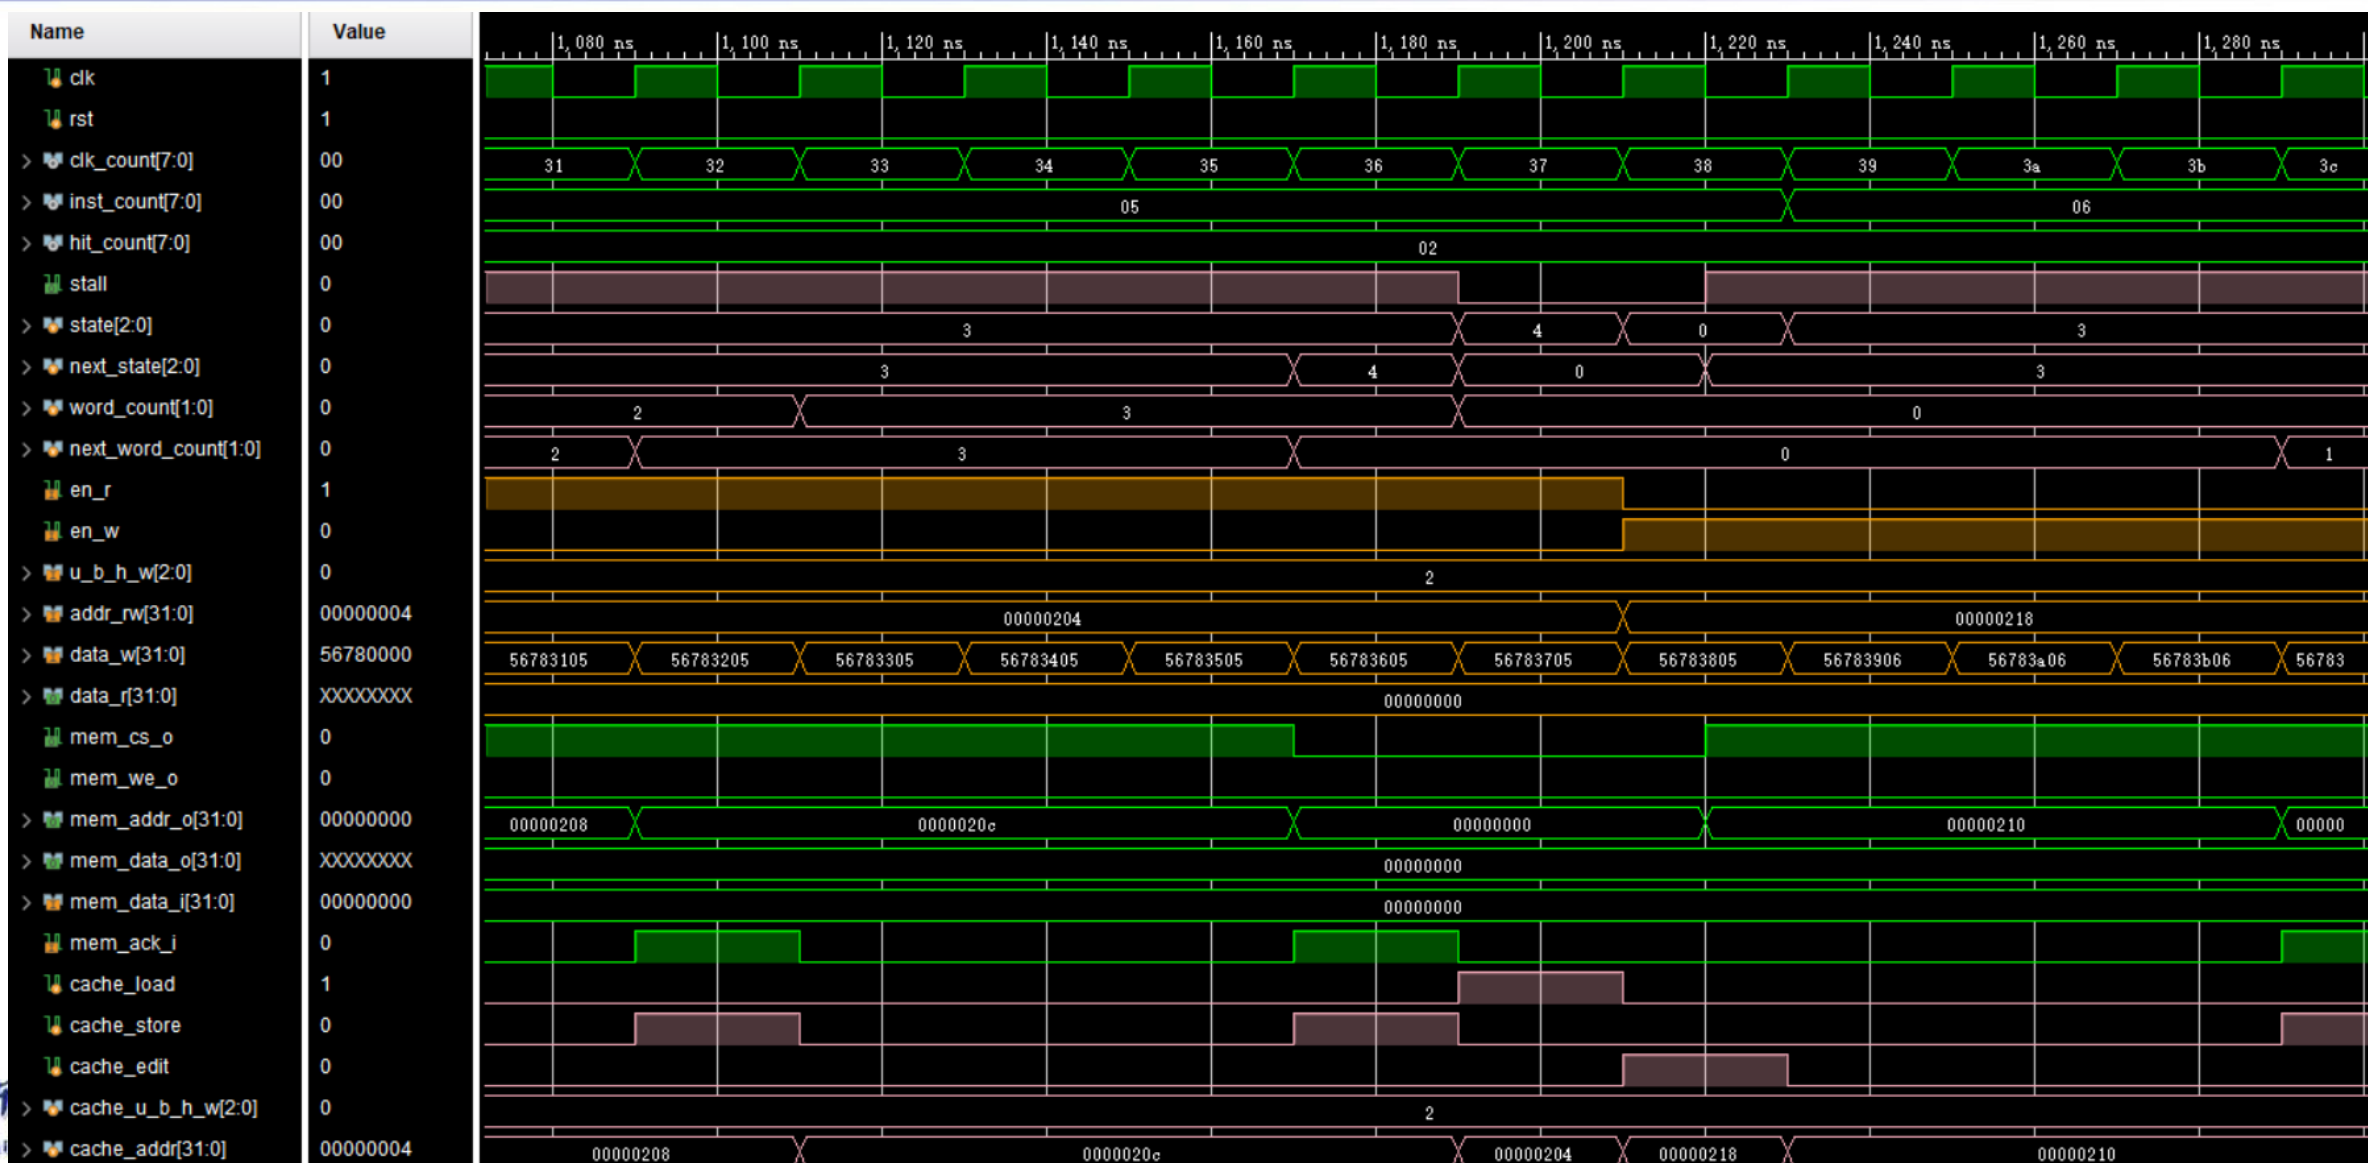 Name Value
1,080 ns 1,100 ns 1,120 ns 1,140 ns 1,160 ns 1,180 ns 1,200 ns 1,220 ns 1,240 ns 1,260 ns 1,280 ns
clk 1
rst 1
clk_count[7:0] 00 31 32 33 34 35 36 37 38 39 3a 3b 3c
inst_count[7:0] 00 05 06
hit_count[7:0] 00 02
stall 0
state[2:0] 0 3 4 0 3
next_state[2:0] 0 3 4 0 3
word_count[1:0] 0 2 3 0
next_word_count[1:0] 0 2 3 0 1
en_r 1
en_w 0
u_b_h_w[2:0] 0 2
addr_rw[31:0] 00000004 00000204 00000218
data_w[31:0] 56780000 56783105 56783205 56783305 56783405 56783505 56783605 56783705 56783805 56783906 56783a06 56783b06 56783
data_r[31:0] XXXXXXXX 00000000
mem_cs_o 0
mem_we_o 0
mem_addr_o[31:0] 00000000 00000208 0000020c 00000000 00000210 00000
mem_data_o[31:0] XXXXXXXX 00000000
mem_data_i[31:0] 00000000 00000000
mem_ack_i 0
cache_load 1
cache_store 0
cache_edit 0
cache_u_b_h_w[2:0] 0 2
cache_addr[31:0] 00000004 00000208 0000020c 00000204 00000218 00000210